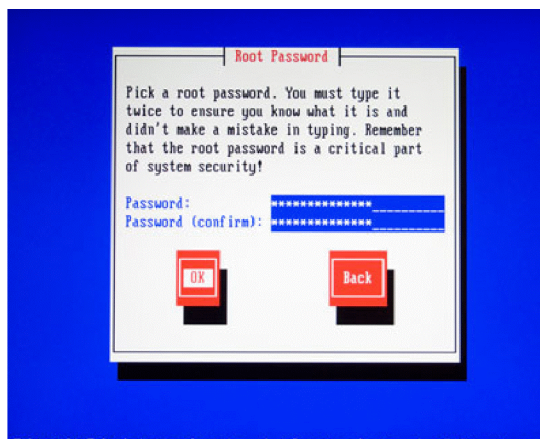 Root Password
Pick a root password. You must type it
twice to ensure you know what it is and
didn't make a mistake in typing. Remember
that the root password is a critical part
of system security!
Password: **************__________
Password (confirm): **************__________
OK Back